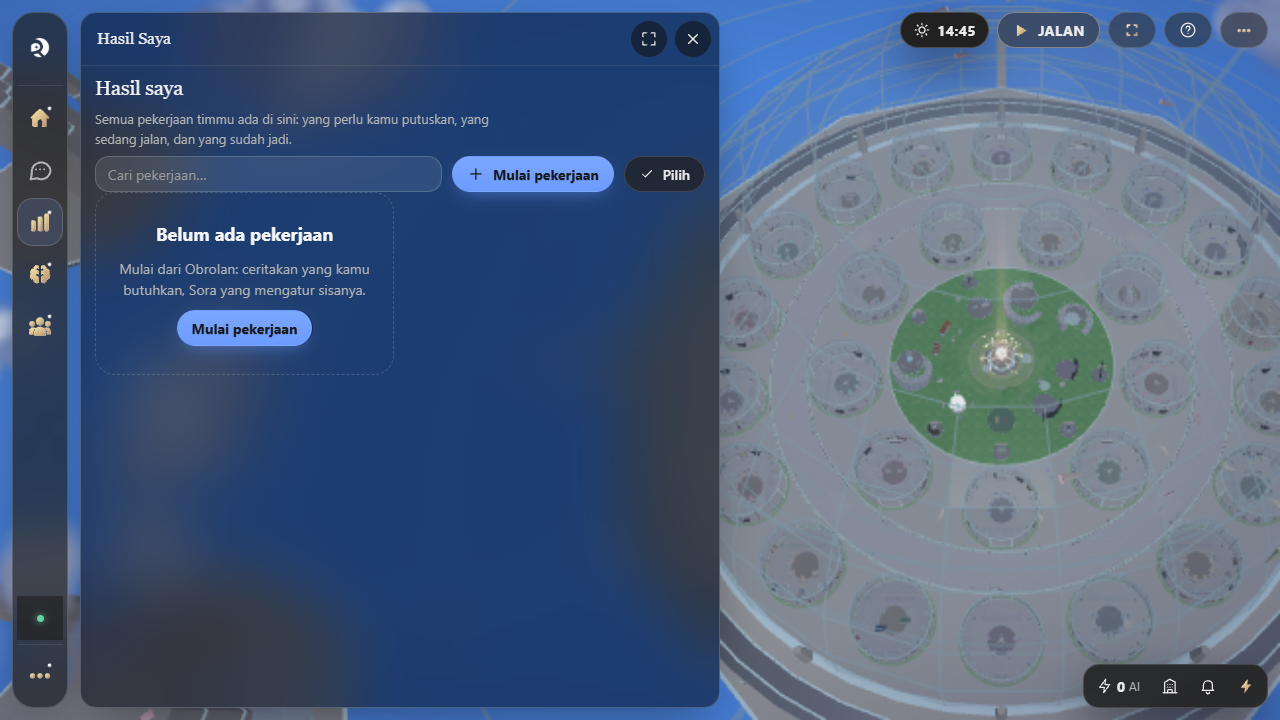 Hasil Saya
14:45
JALAN
Hasil saya
Semua pekerjaan timmu ada di sini: yang perlu kamu putuskan, yang
sedang jalan, dan yang sudah jadi.
Cari pekerjaan...
Mulai pekerjaan
Pilih
Belum ada pekerjaan
Mulai dari Obrolan: ceritakan yang kamu
butuhkan, Sora yang mengatur sisanya.
Mulai pekerjaan
0 AI